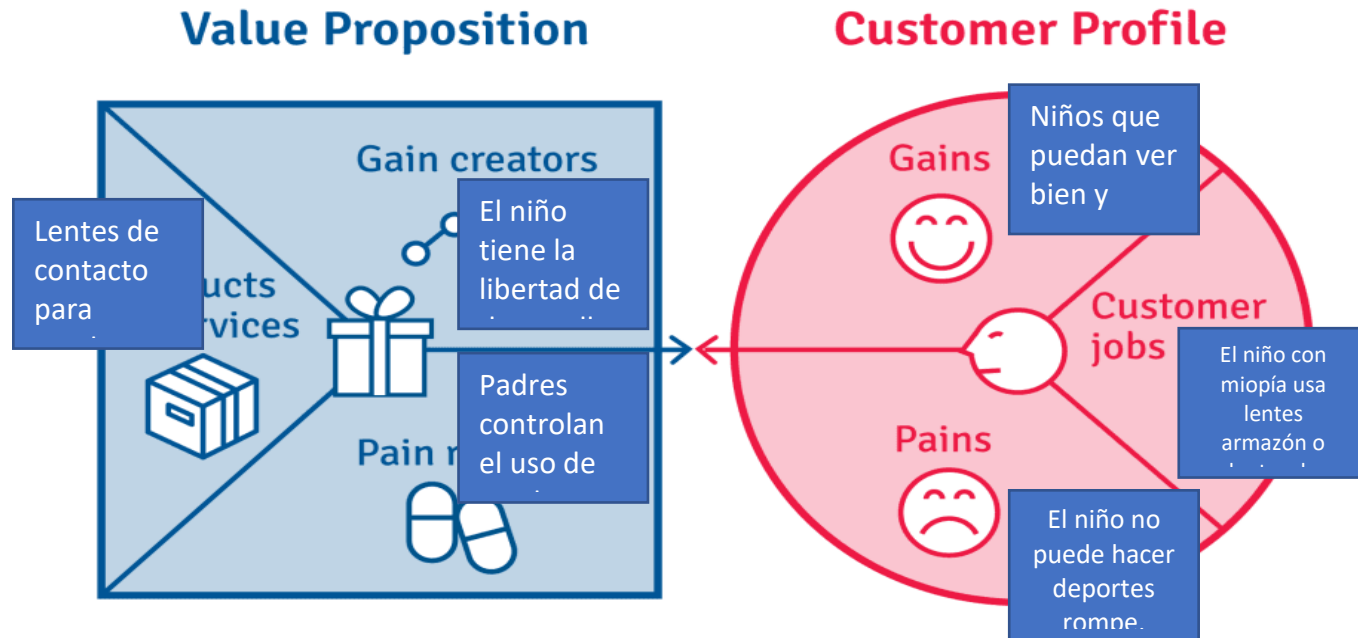 Value Proposition
Customer Profile
Gain creators
El niño
tiene la
libertad de
Lentes de
contacto
para
ucts
rvices
Padres
controlan
el uso de
Pain
Gains
Niños que
puedan ver
bien y
Customer
jobs
El niño con
miopía usa
lentes
armazón o
Pains
El niño no
puede hacer
deportes
rompe,